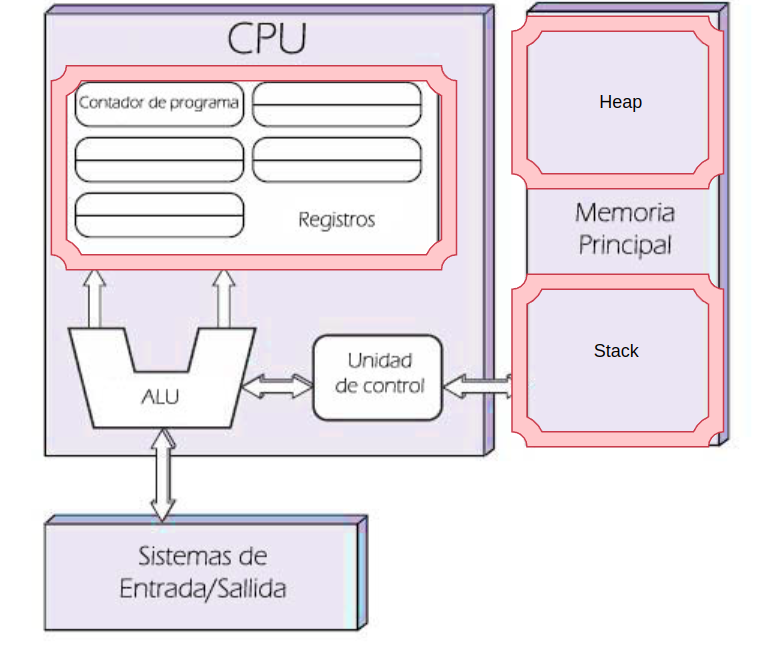 CPU
Contador de programa
Registros
ALU
Unidad
de control
Heap
Memoria
Principal
Stack
Sistemas de
Entrada/Sallida